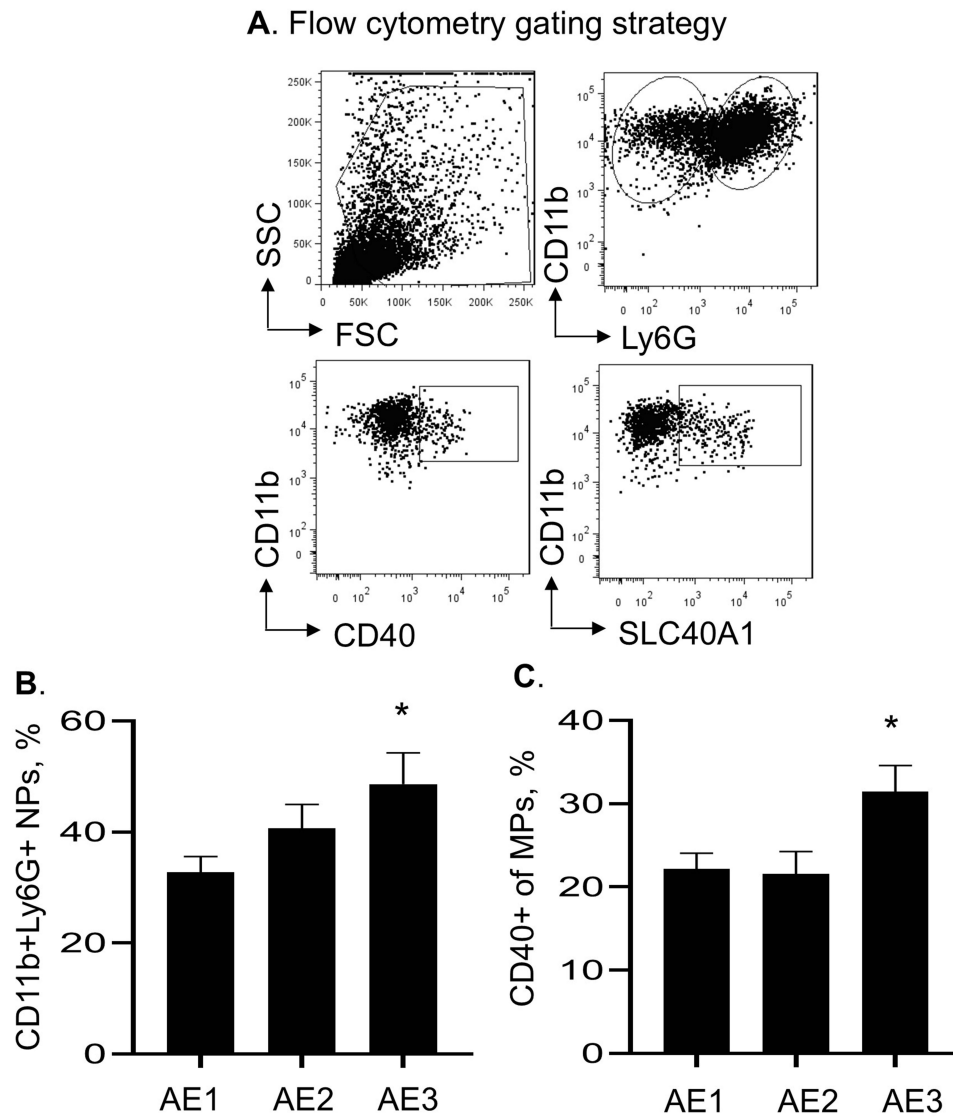 A. Flow cytometry gating strategy
250K
200K
150K
100K
50K
0
0 50K 100K 150K 200K 250K
SSC
FSC
10^5
10^4
10^3
10^2
0
0 10^2 10^3 10^4 10^5
CD11b
Ly6G
10^5
10^4
10^3
10^2
0
0 10^2 10^3 10^4 10^5
CD11b
CD40
10^5
10^4
10^3
10^2
0
0 10^2 10^3 10^4 10^5
CD11b
SLC40A1
B.
CD11b+Ly6G+ NPs, %
60
40
20
0
*
AE1 AE2 AE3
C.
CD40+ of MPs, %
40
30
20
10
0
*
AE1 AE2 AE3